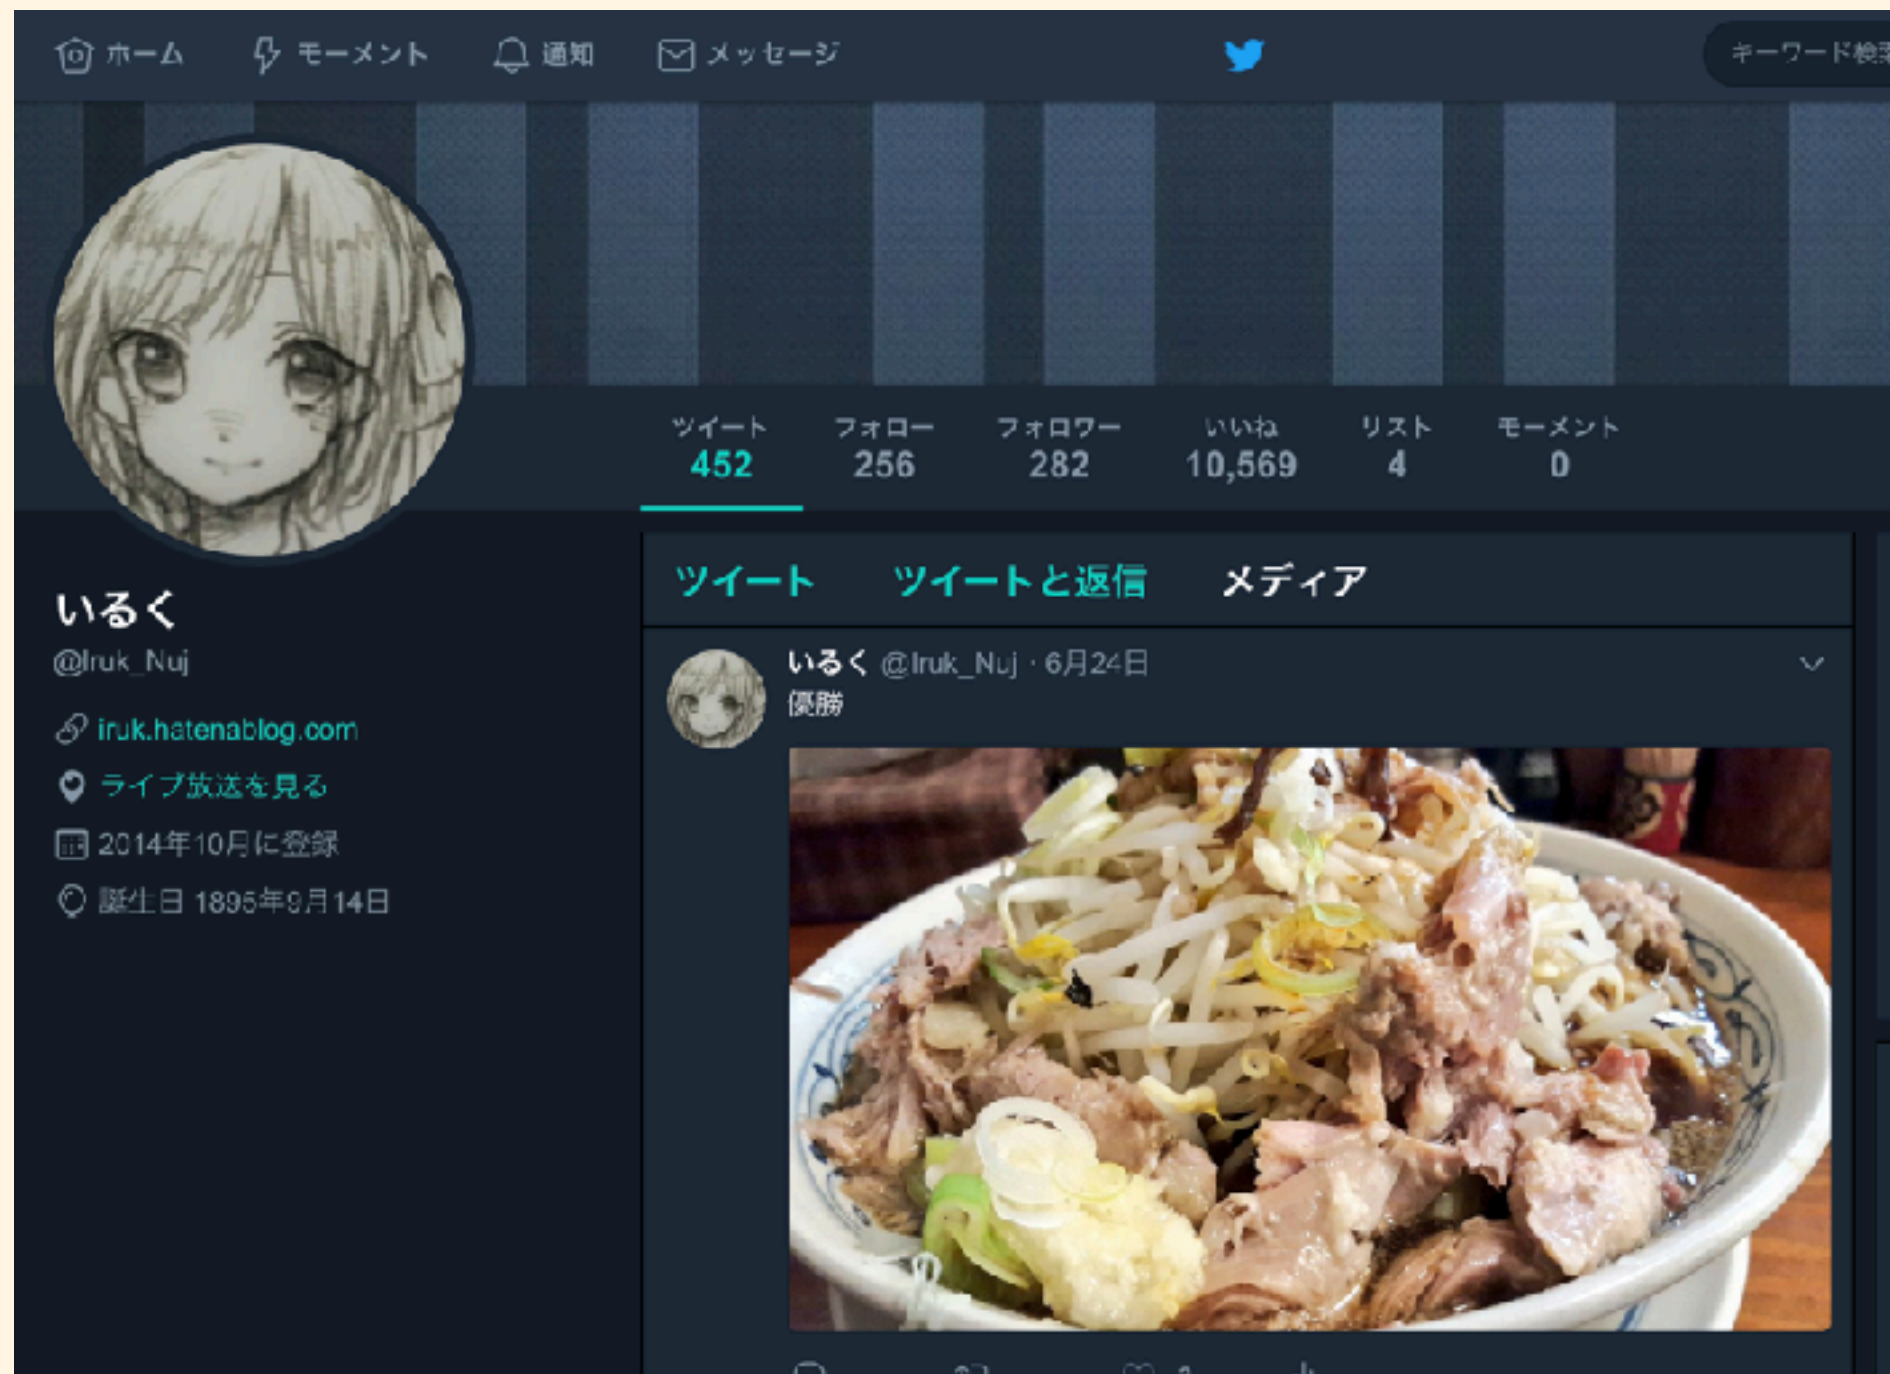 ホーム モーメント 通知 メッセージ キーワード検索
ツイート フォロー フォロワー いいね リスト モーメント
452 256 282 10,569 4 0
ツイート ツイートと返信 メディア
いるく
@Iruk_Nuj
iruk.hatenablog.com
ライブ放送を見る
2014年10月に登録
誕生日 1895年9月14日
いるく @Iruk_Nuj · 6月24日
優勝